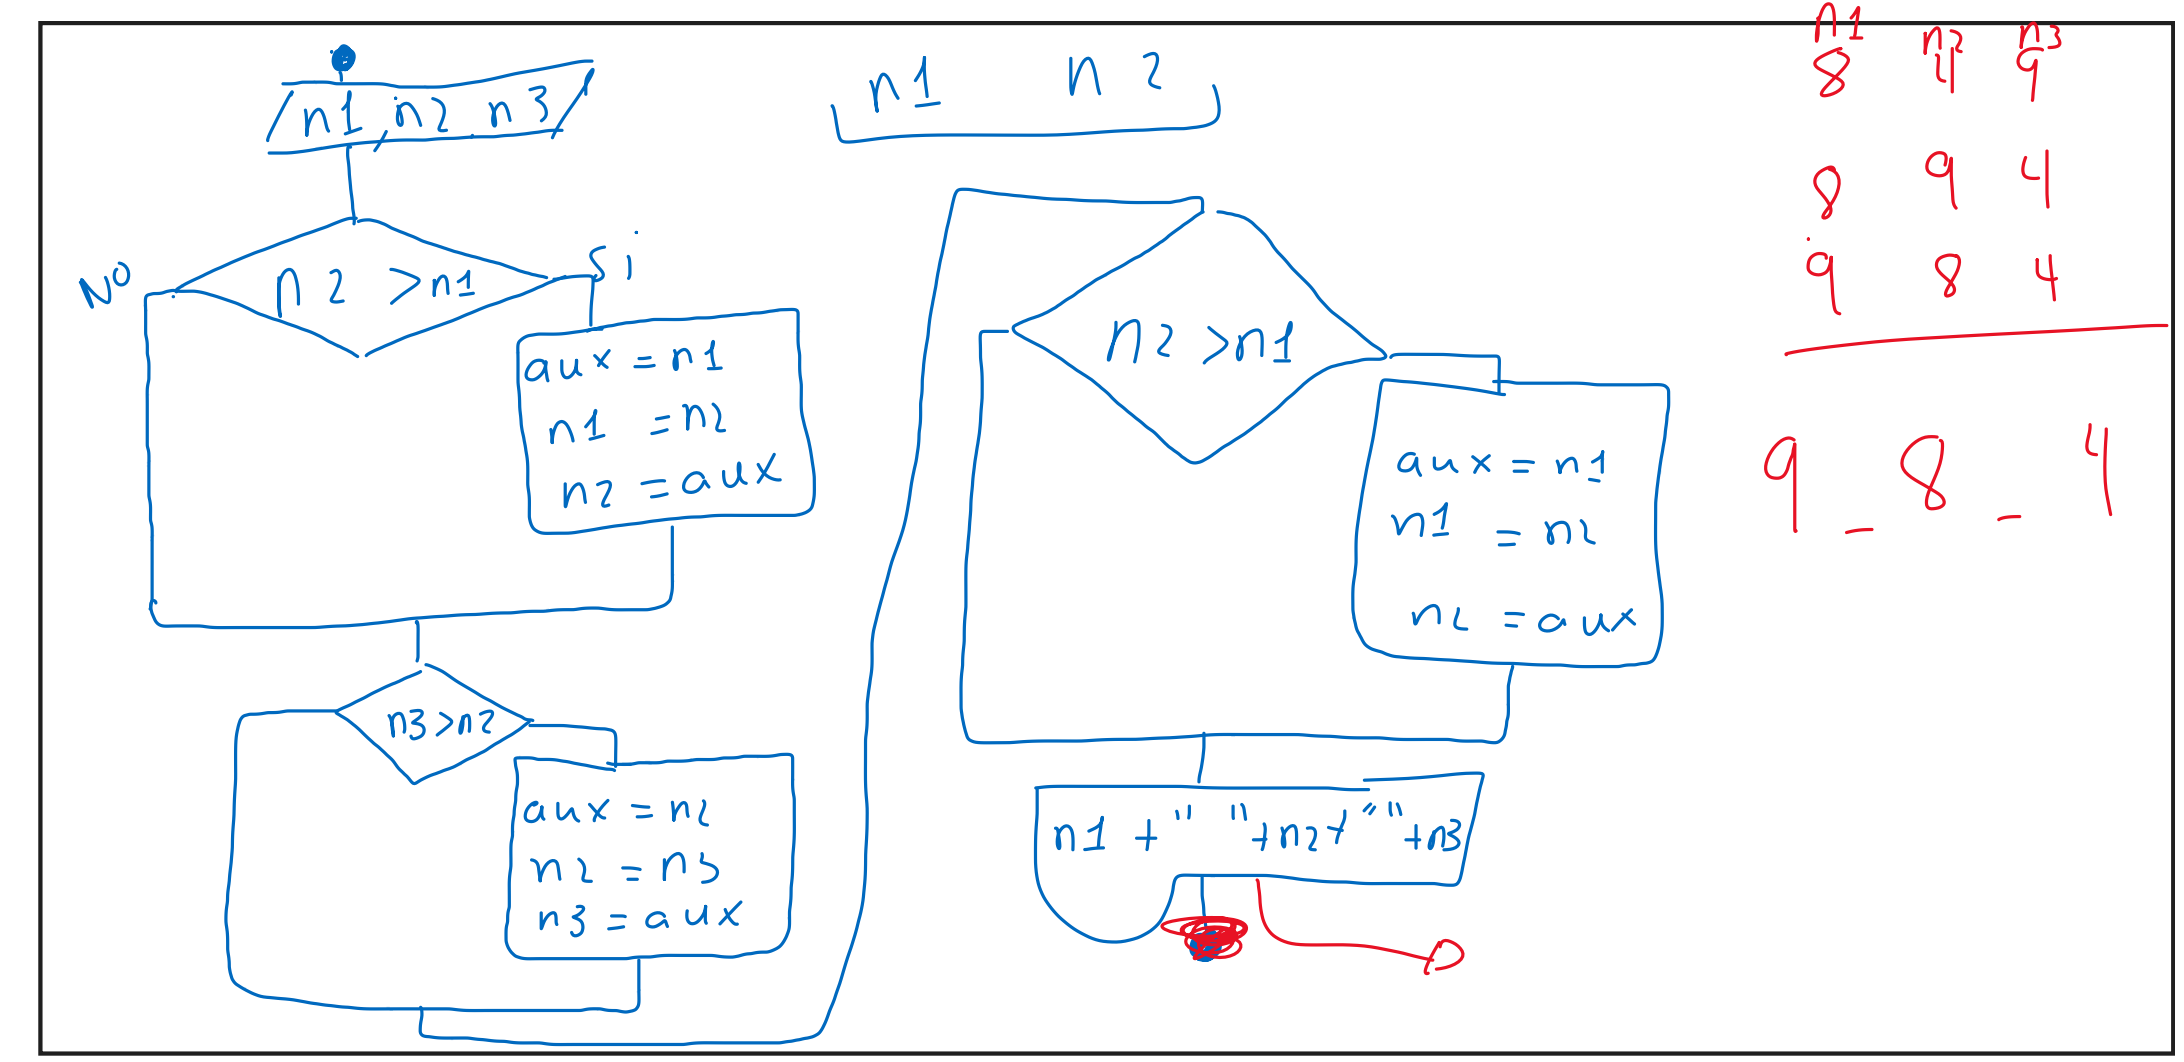 n1, n2 n3
n2 > n1
NO
Si
aux = n1
n1 = n2
n2 = aux
n3 > n2
aux = n2
n2 = n3
n3 = aux
n1 n2
n2 > n1
aux = n1
n1 = n2
n2 = aux
n1 + " " + n2 + " " + n3
n1 n2 n3
8 4 9
8 9 4
9 8 4
9 _ 8 _ 4